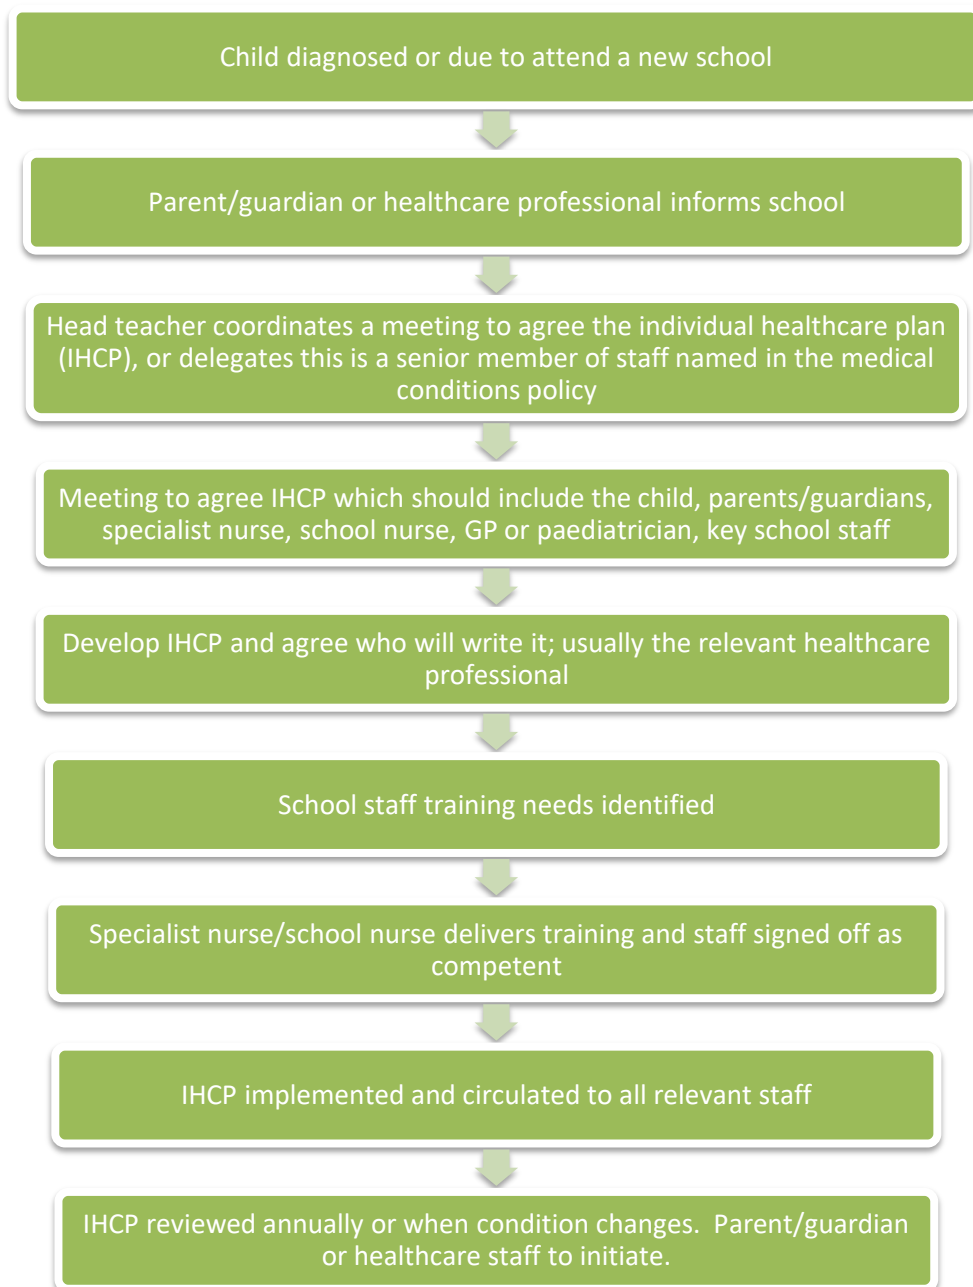 Child diagnosed or due to attend a new school
Parent/guardian or healthcare professional informs school
Head teacher coordinates a meeting to agree the individual healthcare plan
(IHCP), or delegates this is a senior member of staff named in the medical
conditions policy
Meeting to agree IHCP which should include the child, parents/guardians,
specialist nurse, school nurse, GP or paediatrician, key school staff
Develop IHCP and agree who will write it; usually the relevant healthcare
professional
School staff training needs identified
Specialist nurse/school nurse delivers training and staff signed off as
competent
IHCP implemented and circulated to all relevant staff
IHCP reviewed annually or when condition changes.  Parent/guardian
or healthcare staff to initiate.